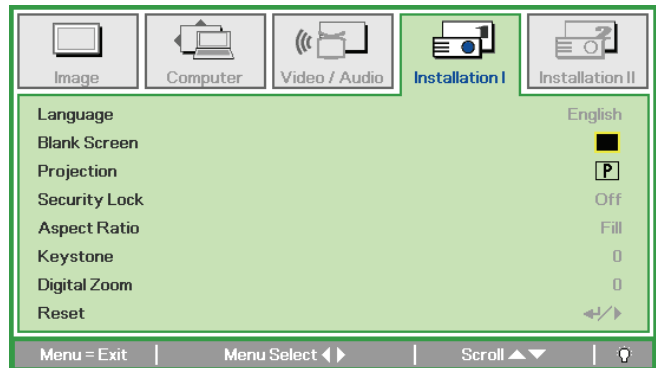 Image Computer Video / Audio Installation I Installation II
Language English
Blank Screen
Projection P
Security Lock Off
Aspect Ratio Fill
Keystone 0
Digital Zoom 0
Reset
Menu = Exit Menu Select Scroll